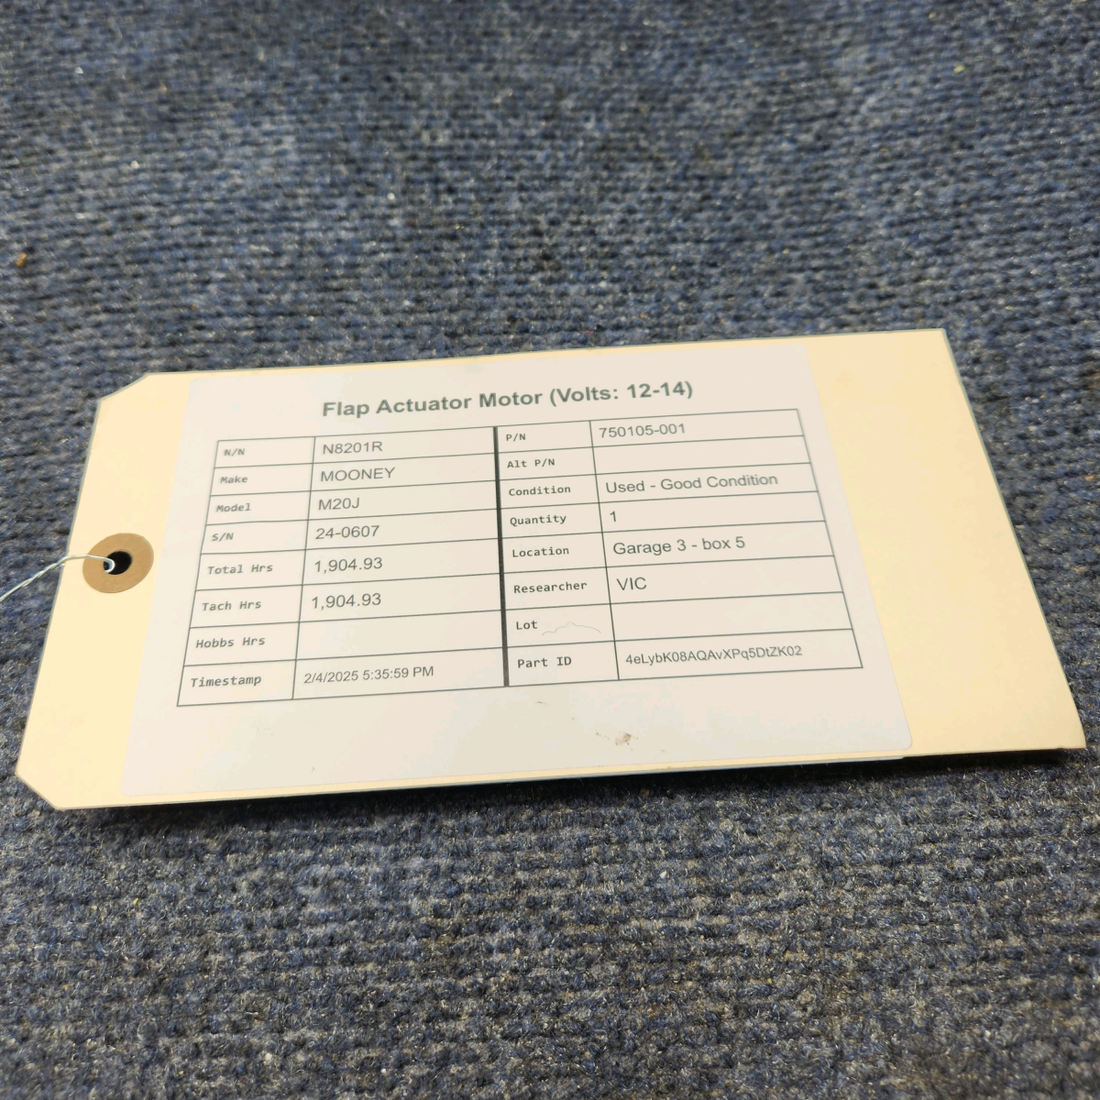 Flap Actuator Motor (Volts: 12-14)
N/N N8201R P/N 750105-001
Make MOONEY Alt P/N
Model M20J Condition Used - Good Condition
S/N 24-0607 Quantity 1
Total Hrs 1,904.93 Location Garage 3 - box 5
Tach Hrs 1,904.93 Researcher VIC
Hobbs Hrs Lot
Timestamp 2/4/2025 5:35:59 PM Part ID 4eLybK08AQAvXPq5DtZK02